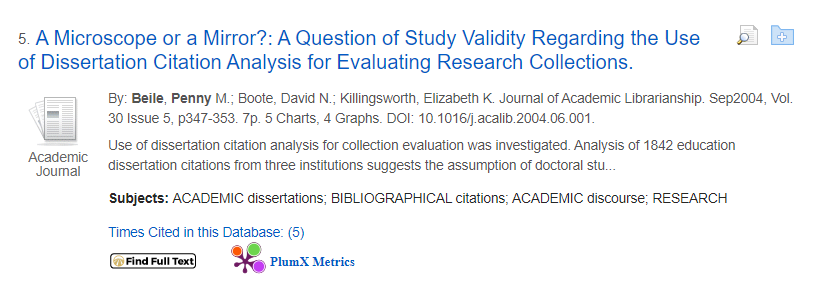 5. A Microscope or a Mirror?: A Question of Study Validity Regarding the Use
of Dissertation Citation Analysis for Evaluating Research Collections.
By: Beile, Penny M.; Boote, David N.; Killingsworth, Elizabeth K. Journal of Academic Librarianship. Sep2004, Vol.
30 Issue 5, p347-353. 7p. 5 Charts, 4 Graphs. DOI: 10.1016/j.acalib.2004.06.001.
Academic
Journal
Use of dissertation citation analysis for collection evaluation was investigated. Analysis of 1842 education
dissertation citations from three institutions suggests the assumption of doctoral stu...
Subjects: ACADEMIC dissertations; BIBLIOGRAPHICAL citations; ACADEMIC discourse; RESEARCH
Times Cited in this Database: (5)
Find Full Text
PlumX Metrics